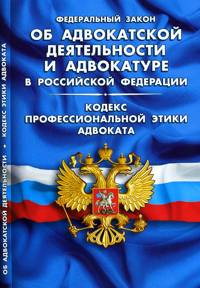 ФЕДЕРАЛЬНЫЙ ЗАКОН
ОБ АДВОКАТСКОЙ
ДЕЯТЕЛЬНОСТИ
И АДВОКАТУРЕ
В РОССИЙСКОЙ ФЕДЕРАЦИИ
КОДЕКС
ПРОФЕССИОНАЛЬНОЙ ЭТИКИ
АДВОКАТА
ОБ АДВОКАТСКОЙ ДЕЯТЕЛЬНОСТИ • КОДЕКС ЭТИКИ АДВОКАТА